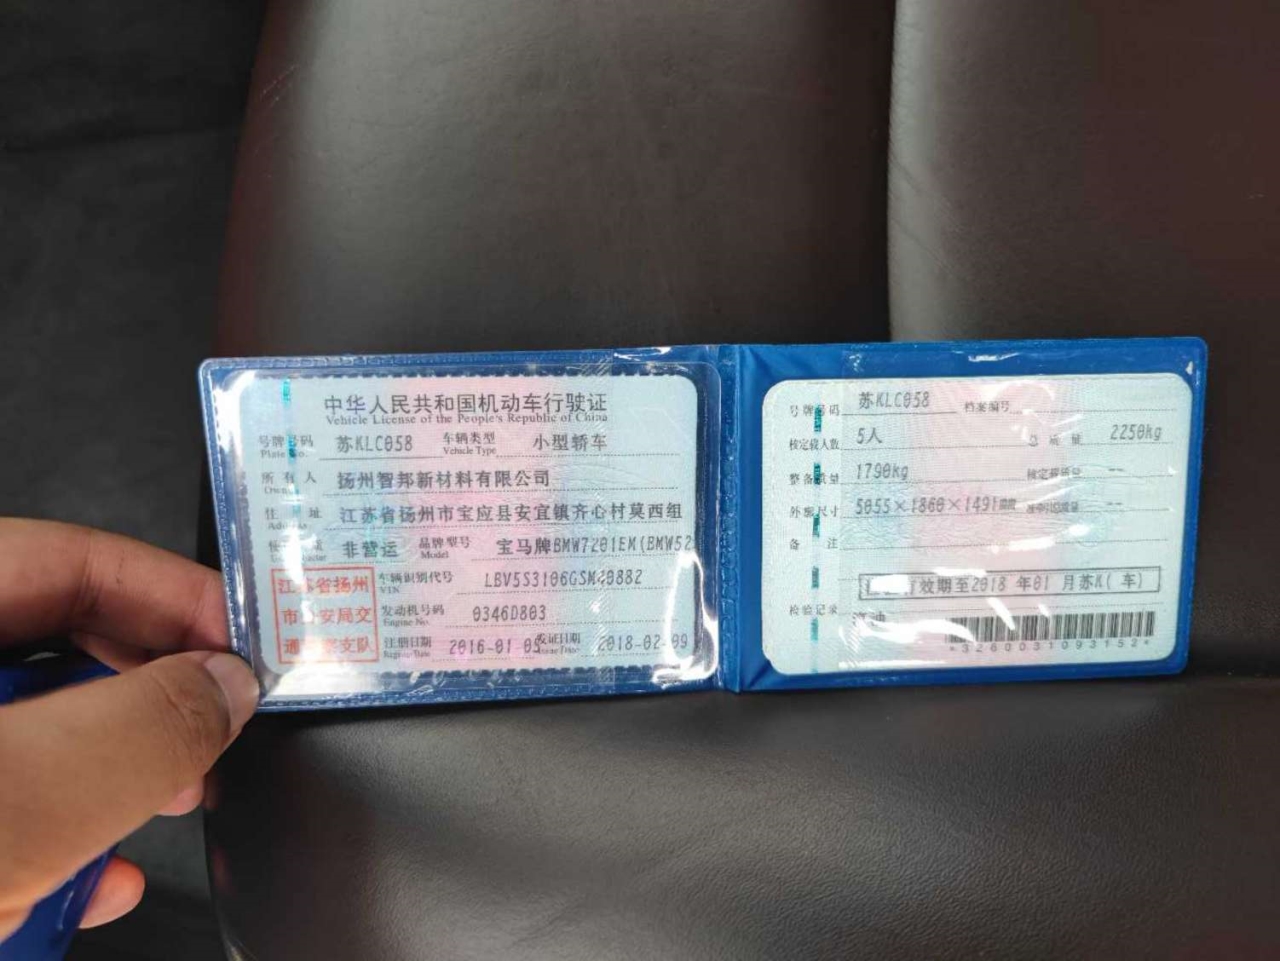 中华人民共和国机动车行驶证
Vehicle License of the People's Republic of China
号牌号码 苏KLC058 车辆类型 小型轿车
Plate No. Vehicle Type
所有人 扬州智邦新材料有限公司
Owner
住址 江苏省扬州市宝应县安宜镇齐心村莫西组
Address
非营运 品牌型号 宝马牌BMW7201EM(BMW52
Model
江苏省扬州 车辆识别代号 LBV5S3106GSM40882
VIN
市公安局交 发动机号码 0346D803
Engine No.
通警察支队 注册日期 2016-01-05 发证日期 2018-02-09
Register Date Issue Date
号牌号码 苏KLC058 档案编号
核定载人数 5人 总质量 2250kg
整备质量 1790kg 核定载质量 --
外廓尺寸 5055×1860×1491 --
备注
效期至2018 年01 月苏K( 车)
检验记录 汽油
*3260031093152*